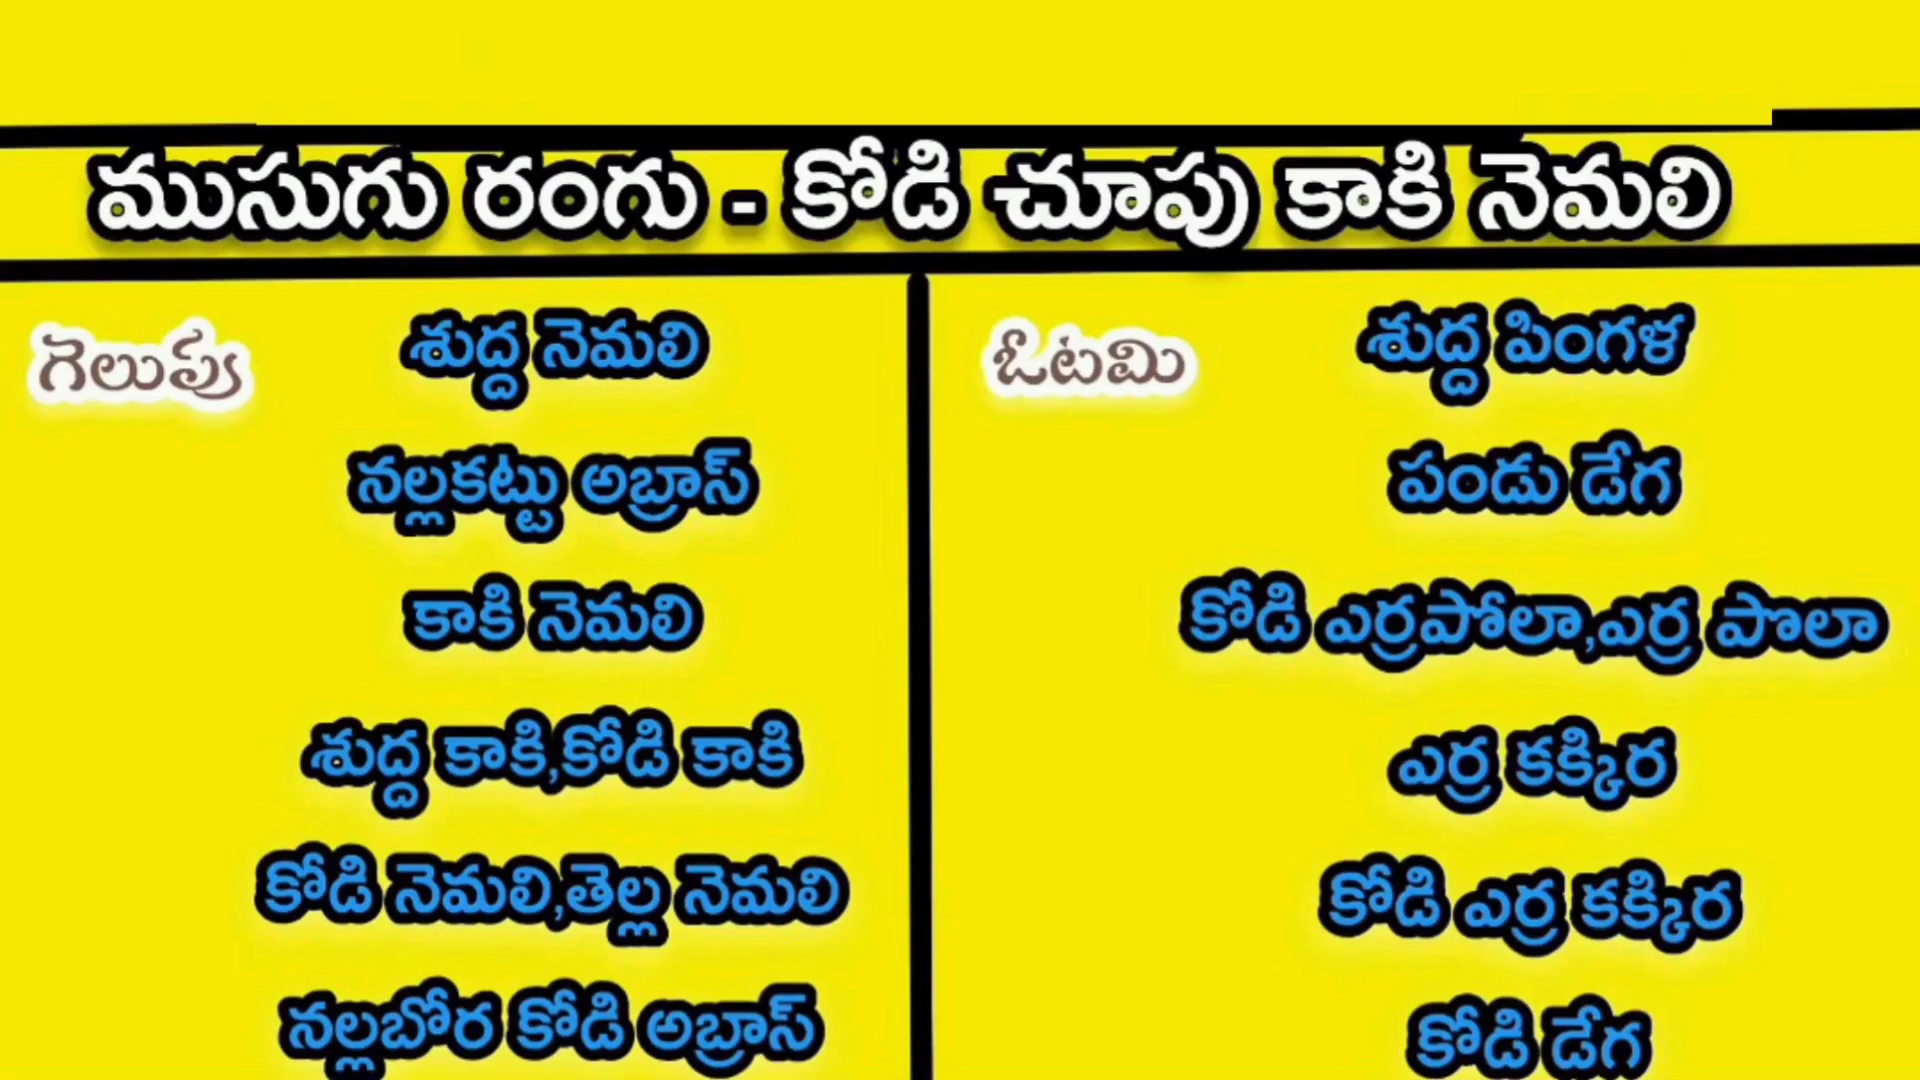 ముసుగు రంగు - కోడి చూపు కాకి నెమలి
గెలుపు
శుద్ధ నెమలి
నల్లకట్టు అబ్రాస్
కాకి నెమలి
శుద్ధ కాకి,కోడి కాకి
కోడి నెమలి,తెల్ల నెమలి
నల్లబోర కోడి అబ్రాస్
ఓటమి
శుద్ధ పింగళ
పండు డేగ
కోడి ఎర్రపోలా,ఎర్ర పొలా
ఎర్ర కక్కిర
కోడి ఎర్ర కక్కిర
కోడి డేగ